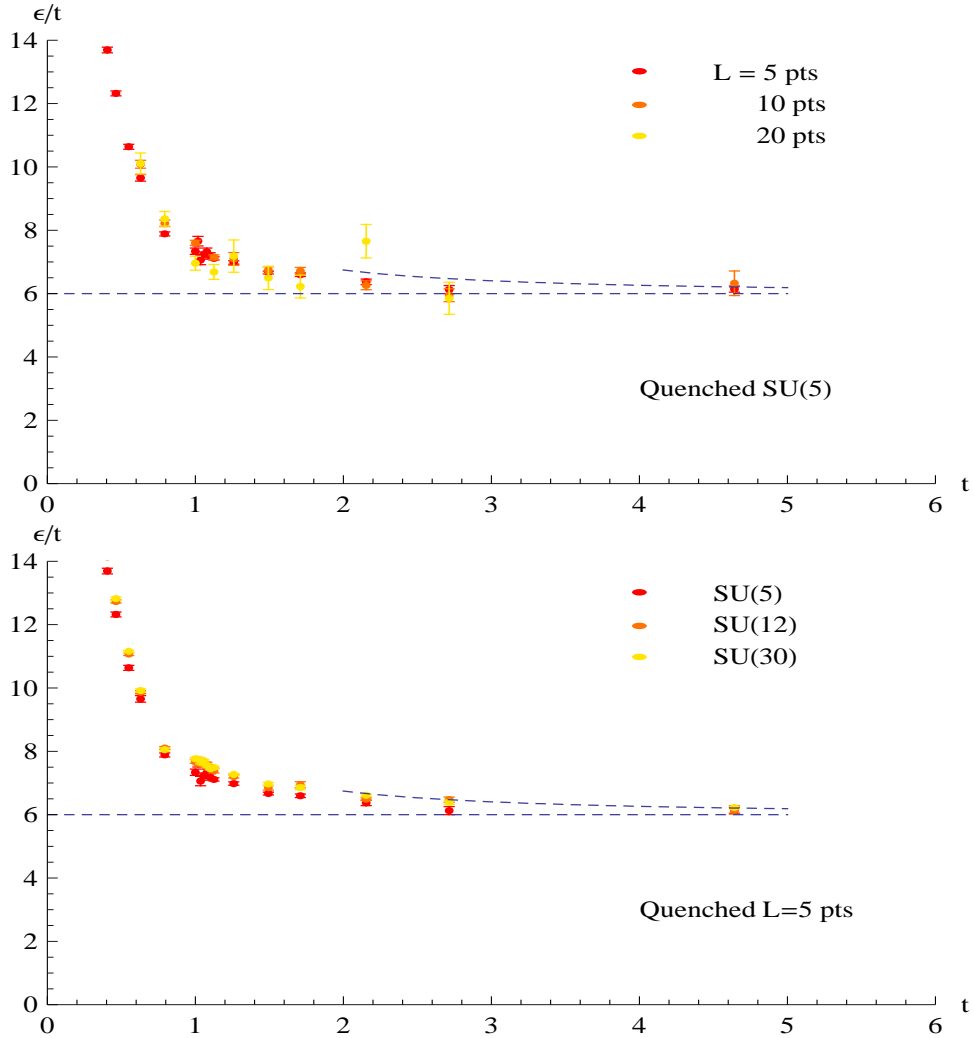 ϵ/t
14
12
10
8
6
4
2
0
L = 5 pts
10 pts
20 pts
Quenched SU(5)
0 1 2 3 4 5 6
t
ϵ/t
14
12
10
8
6
4
2
0
SU(5)
SU(12)
SU(30)
Quenched L=5 pts
0 1 2 3 4 5 6
t